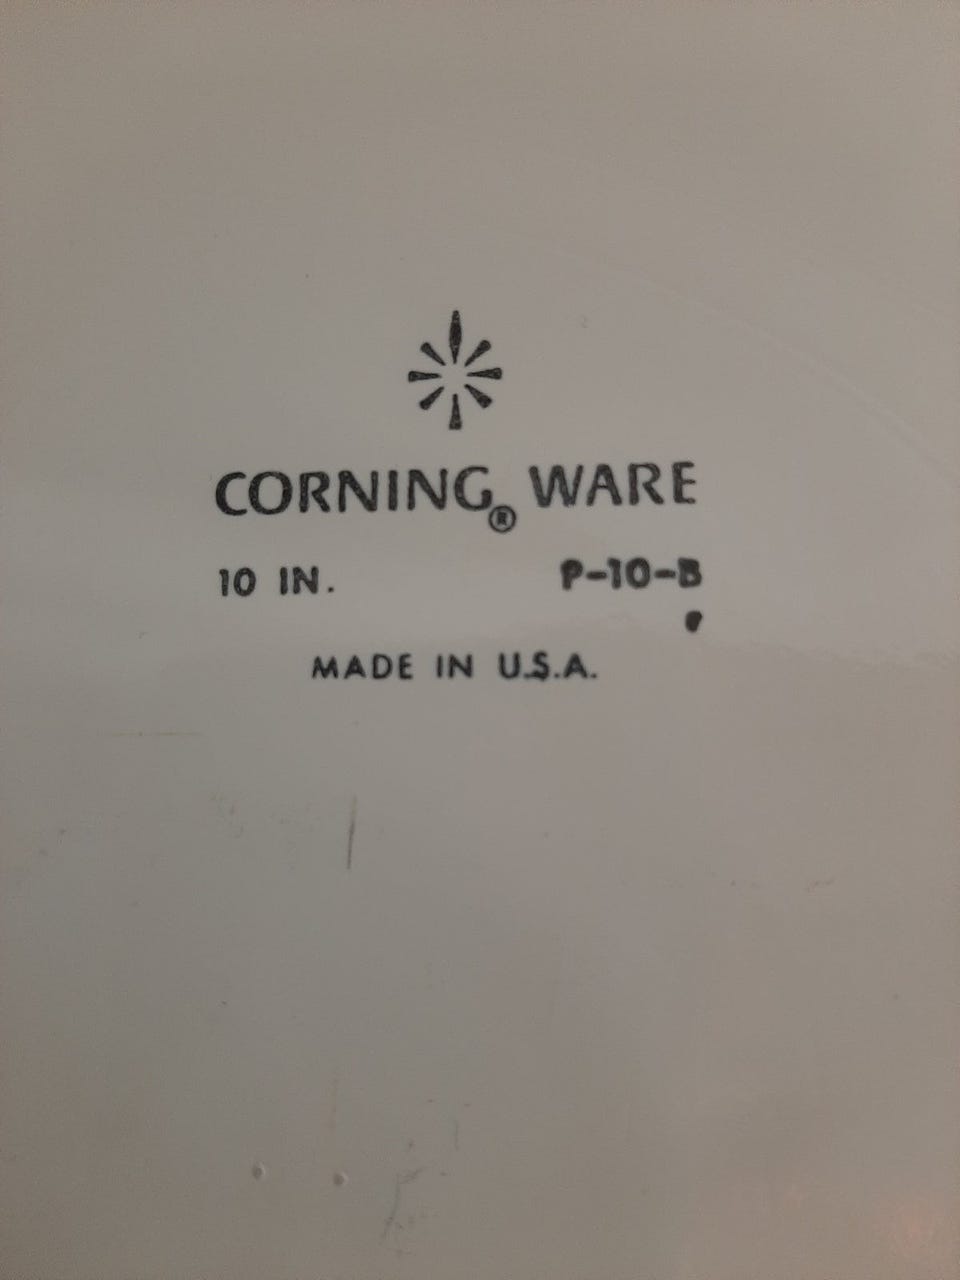 CORNING® WARE
10 IN. P-10-B
MADE IN U.S.A.